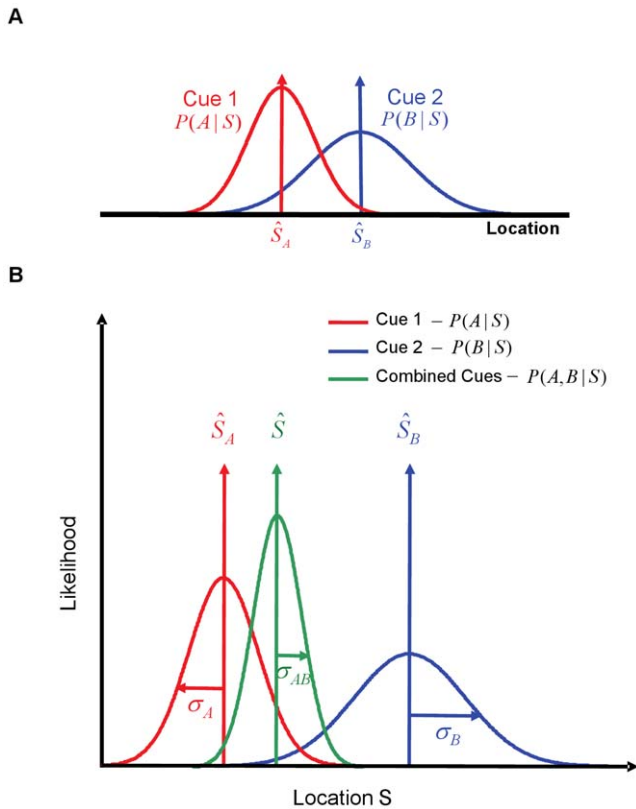 A
Cue 1
P(A|S)
Cue 2
P(B|S)
Ŝ_A
Ŝ_B
Location
B
Cue 1 – P(A|S)
Cue 2 – P(B|S)
Combined Cues – P(A,B|S)
Ŝ_A
Ŝ
Ŝ_B
Likelihood
σ_A
σ_AB
σ_B
Location S